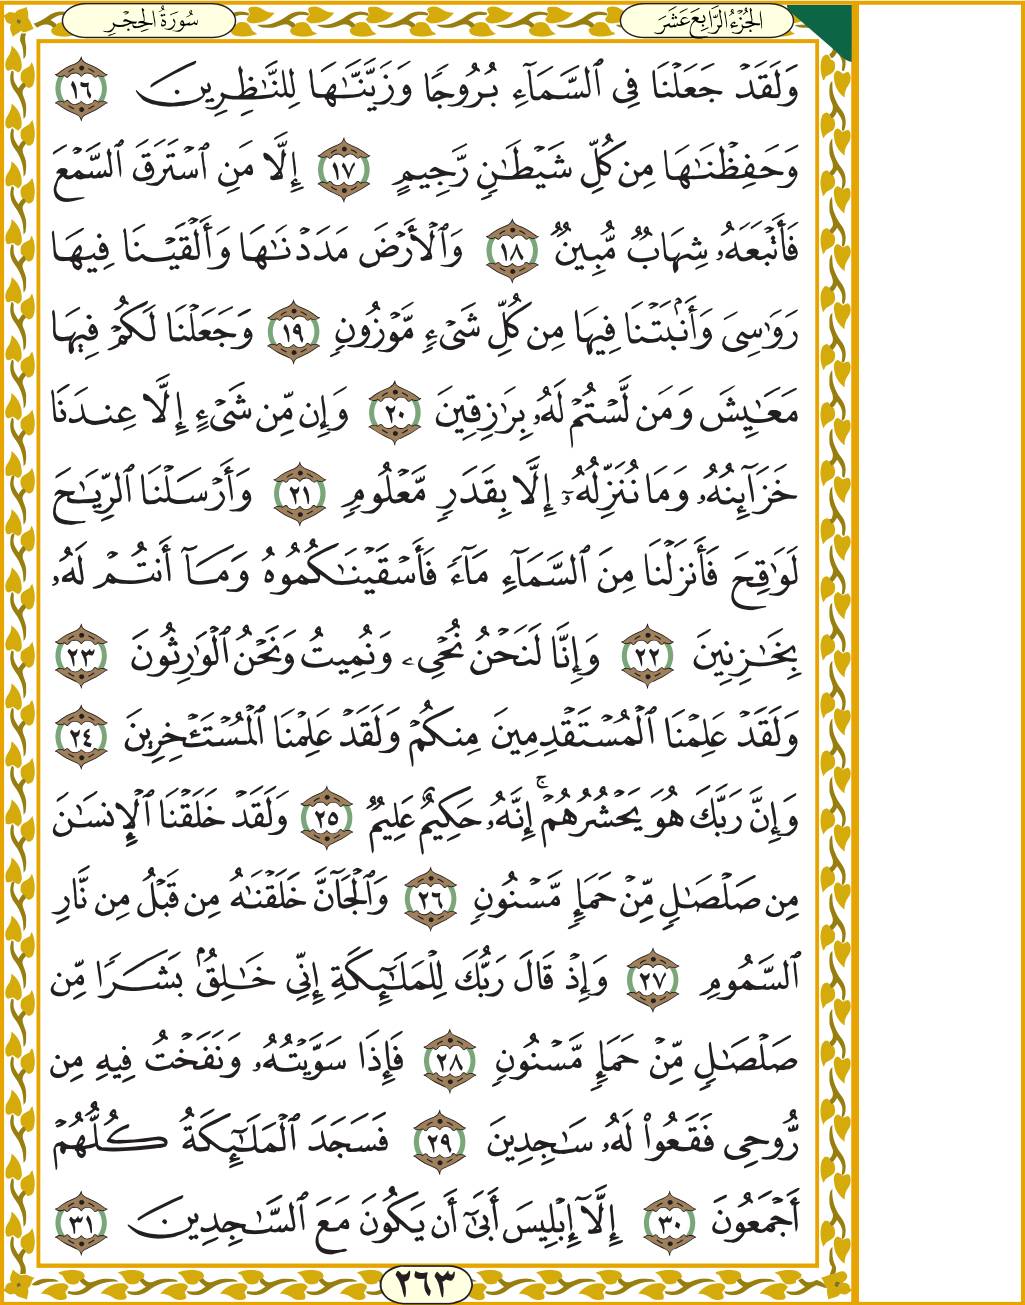 الجُزْءُ الرَّابِعَ عَشَرَ
سُورَةُ الحِجْرِ
وَلَقَدْ جَعَلْنَا فِي ٱلسَّمَآءِ بُرُوجًا وَزَيَّنَّٰهَا لِلنَّٰظِرِينَ ١٦
وَحَفِظْنَٰهَا مِن كُلِّ شَيْطَٰنٍ رَّجِيمٍ ١٧ إِلَّا مَنِ ٱسْتَرَقَ ٱلسَّمْعَ
فَأَتْبَعَهُۥ شِهَابٌ مُّبِينٌ ١٨ وَٱلْأَرْضَ مَدَدْنَٰهَا وَأَلْقَيْنَا فِيهَا
رَوَٰسِىَ وَأَنۢبَتْنَا فِيهَا مِن كُلِّ شَىْءٍ مَّوْزُونٍ ١٩ وَجَعَلْنَا لَكُمْ فِيهَا
مَعَٰيِشَ وَمَن لَّسْتُمْ لَهُۥ بِرَٰزِقِينَ ٢٠ وَإِن مِّن شَىْءٍ إِلَّا عِندَنَا
خَزَآئِنُهُۥ وَمَا نُنَزِّلُهُۥٓ إِلَّا بِقَدَرٍ مَّعْلُومٍ ٢١ وَأَرْسَلْنَا ٱلرِّيَٰحَ
لَوَٰقِحَ فَأَنزَلْنَا مِنَ ٱلسَّمَآءِ مَآءً فَأَسْقَيْنَٰكُمُوهُ وَمَآ أَنتُمْ لَهُۥ
بِخَٰزِنِينَ ٢٢ وَإِنَّا لَنَحْنُ نُحْىِۦ وَنُمِيتُ وَنَحْنُ ٱلْوَٰرِثُونَ ٢٣
وَلَقَدْ عَلِمْنَا ٱلْمُسْتَقْدِمِينَ مِنكُمْ وَلَقَدْ عَلِمْنَا ٱلْمُسْتَـْٔخِرِينَ ٢٤
وَإِنَّ رَبَّكَ هُوَ يَحْشُرُهُمْ ۚ إِنَّهُۥ حَكِيمٌ عَلِيمٌ ٢٥ وَلَقَدْ خَلَقْنَا ٱلْإِنسَٰنَ
مِن صَلْصَٰلٍ مِّنْ حَمَإٍ مَّسْنُونٍ ٢٦ وَٱلْجَآنَّ خَلَقْنَٰهُ مِن قَبْلُ مِن نَّارِ
ٱلسَّمُومِ ٢٧ وَإِذْ قَالَ رَبُّكَ لِلْمَلَٰٓئِكَةِ إِنِّى خَٰلِقٌۢ بَشَرًا مِّن
صَلْصَٰلٍ مِّنْ حَمَإٍ مَّسْنُونٍ ٢٨ فَإِذَا سَوَّيْتُهُۥ وَنَفَخْتُ فِيهِ مِن
رُّوحِى فَقَعُوا۟ لَهُۥ سَٰجِدِينَ ٢٩ فَسَجَدَ ٱلْمَلَٰٓئِكَةُ كُلُّهُمْ
أَجْمَعُونَ ٣٠ إِلَّآ إِبْلِيسَ أَبَىٰٓ أَن يَكُونَ مَعَ ٱلسَّٰجِدِينَ ٣١
٢٦٣